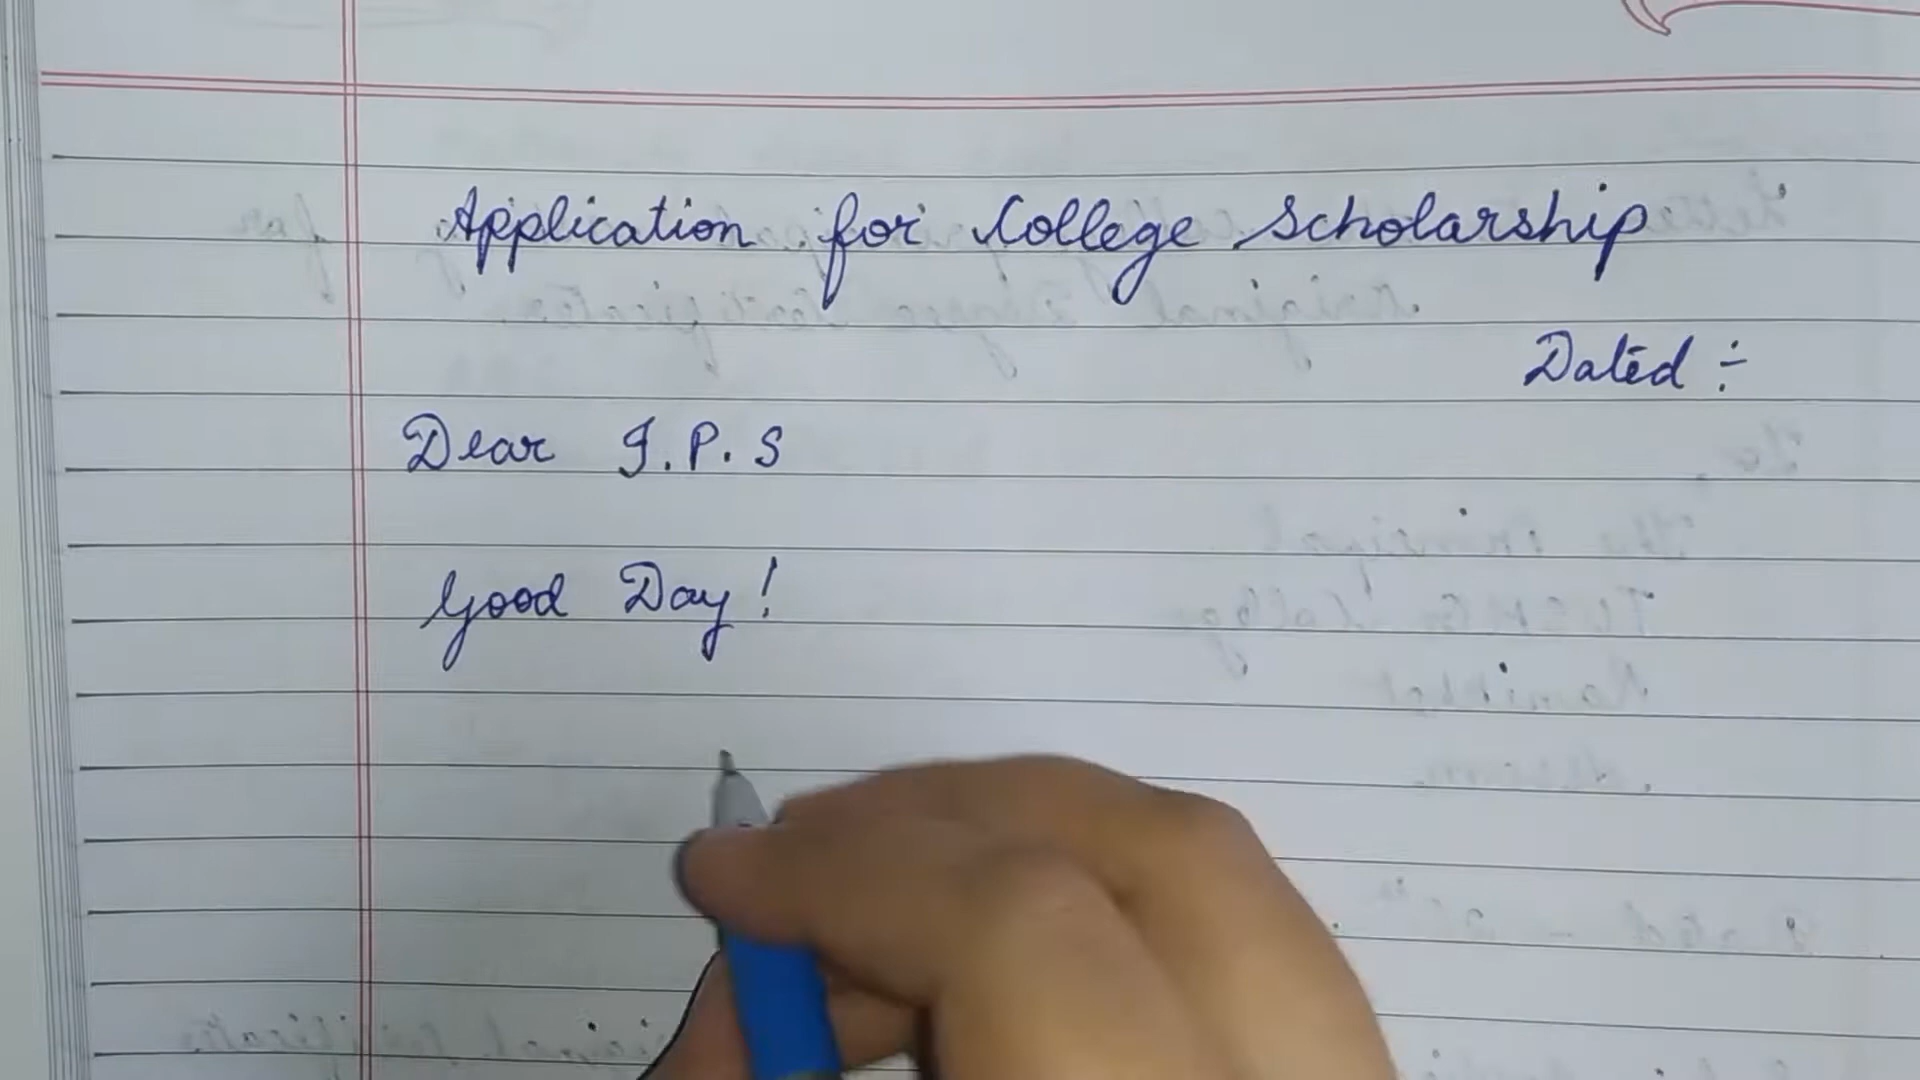 Application for College Scholarship
Dated ÷
Dear I.P.S
Good Day!